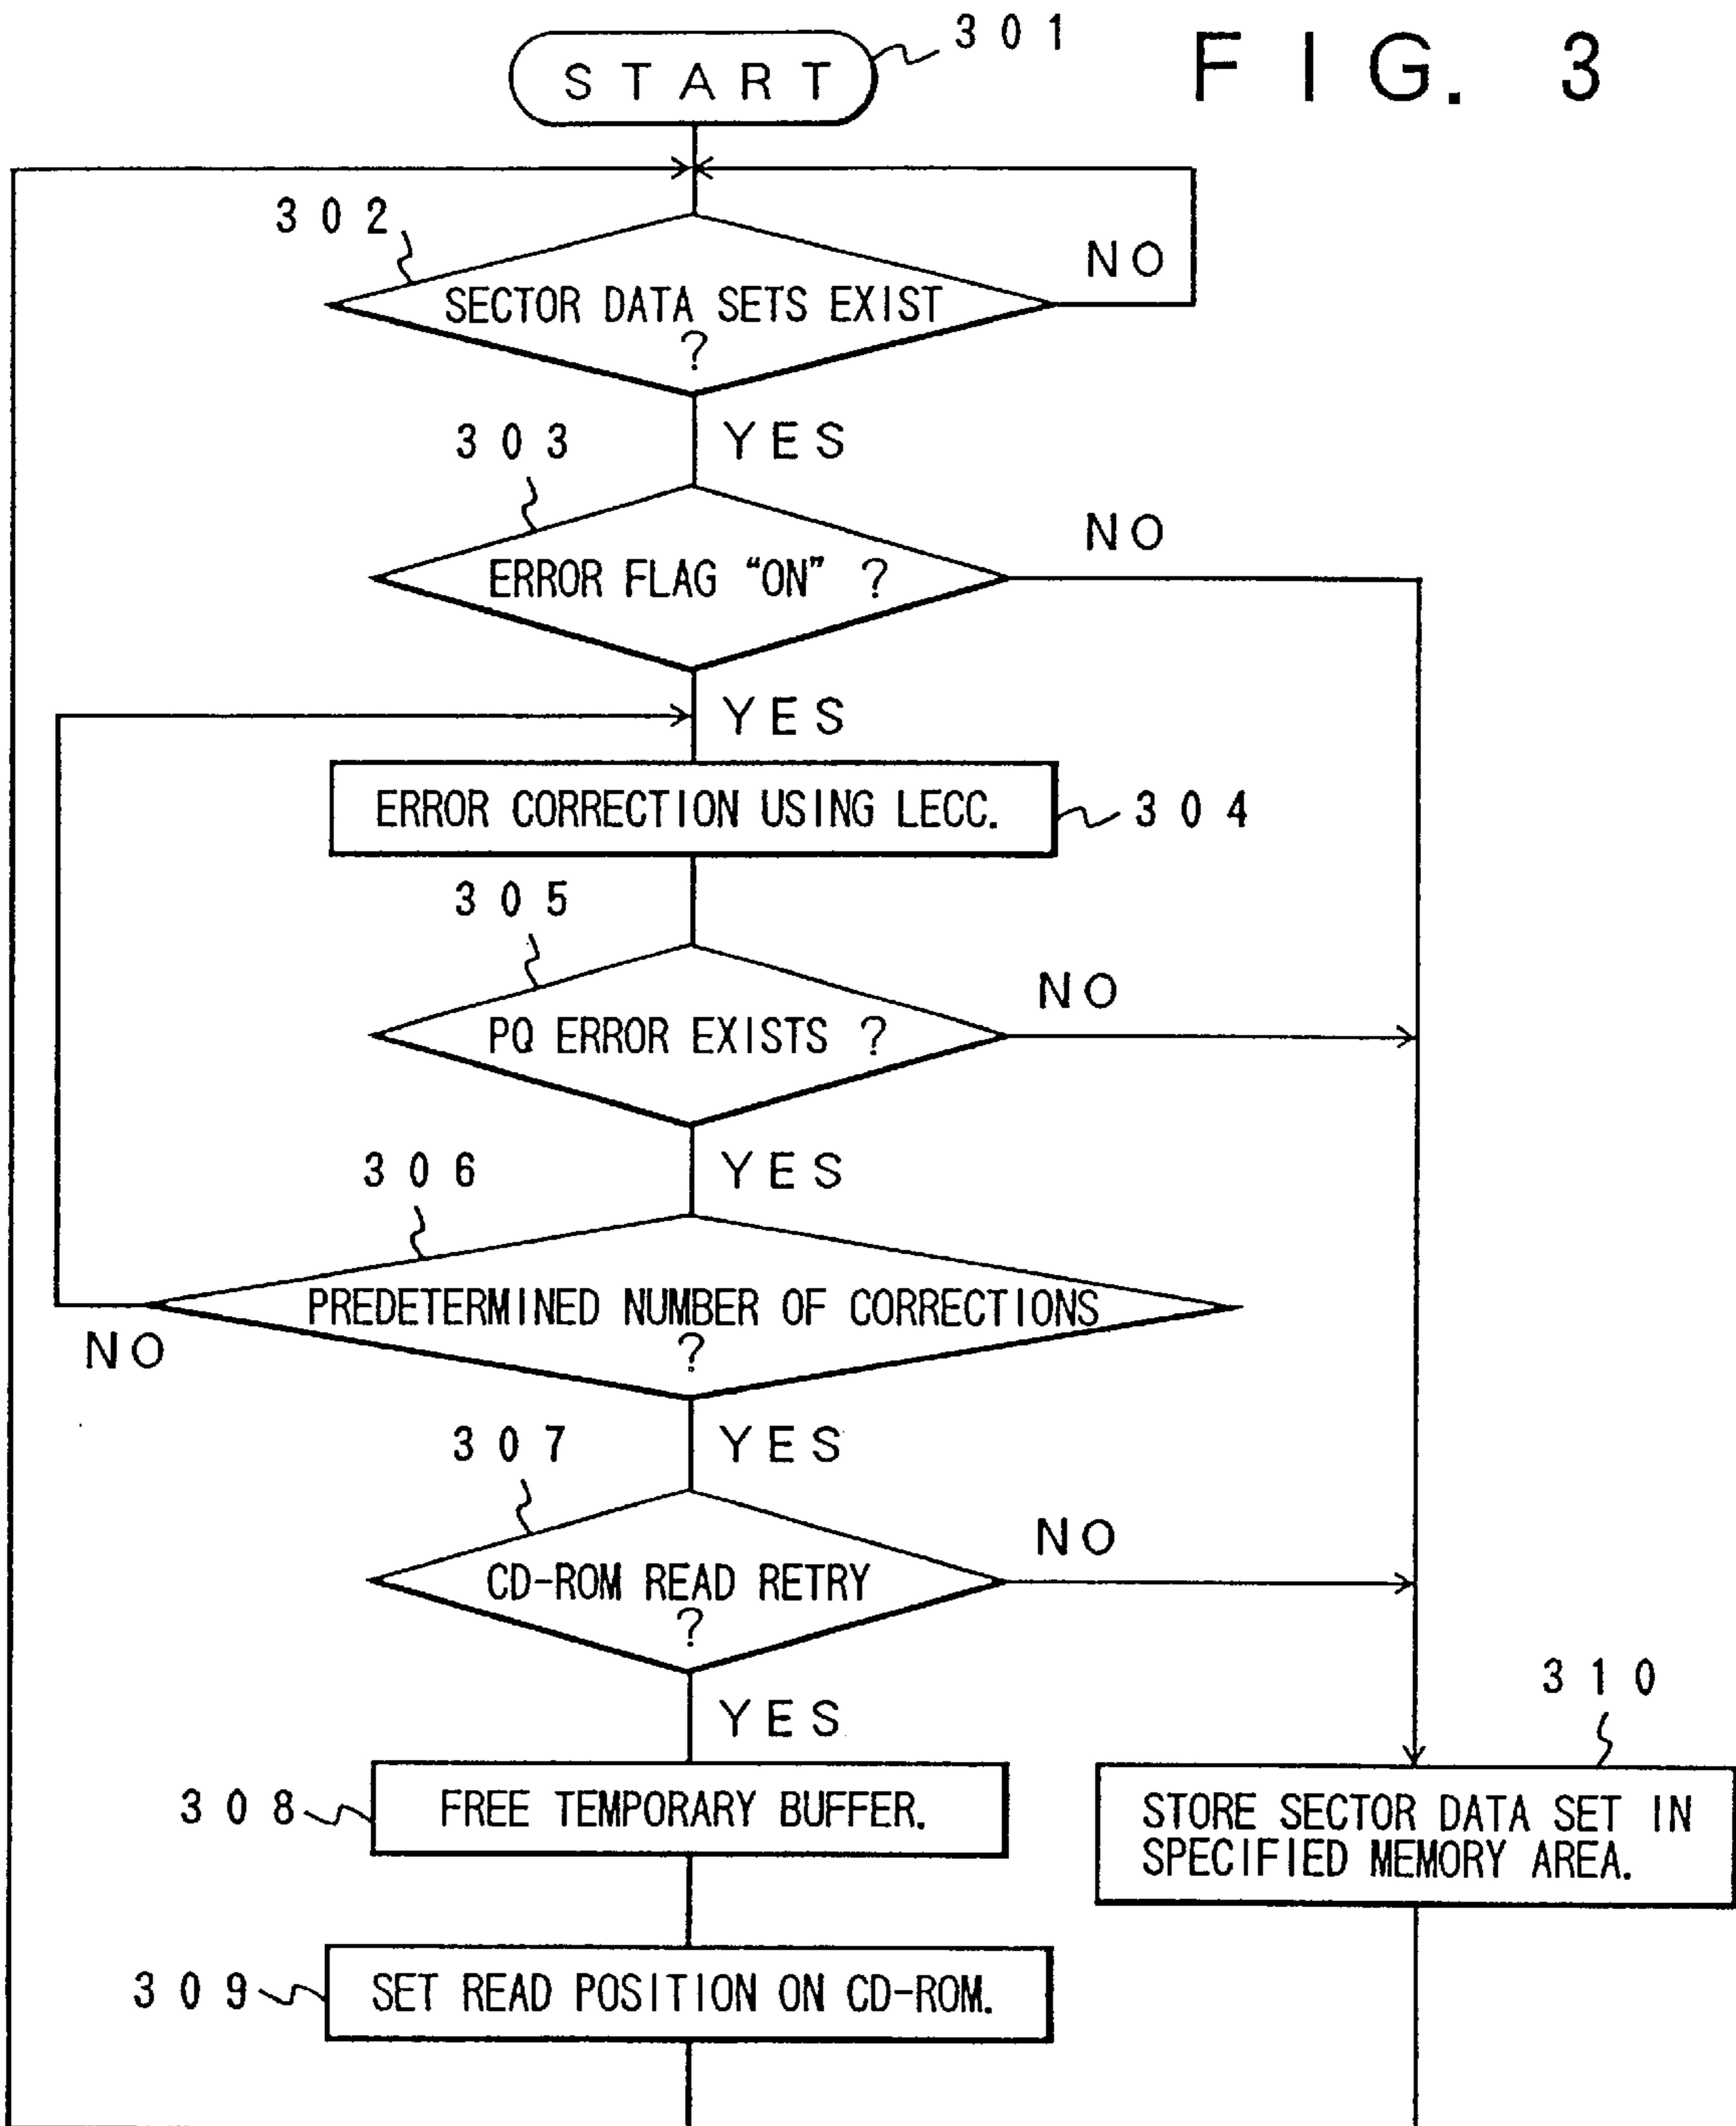 301
FIG. 3
START
302
NO
SECTOR DATA SETS EXIST
?
303
YES
NO
ERROR FLAG “ON” ?
YES
ERROR CORRECTION USING LECC.
304
305
NO
PQ ERROR EXISTS ?
306
YES
PREDETERMINED NUMBER OF CORRECTIONS
?
NO
307
YES
NO
CD-ROM READ RETRY
?
310
YES
308
FREE TEMPORARY BUFFER.
STORE SECTOR DATA SET IN
SPECIFIED MEMORY AREA.
309
SET READ POSITION ON CD-ROM.